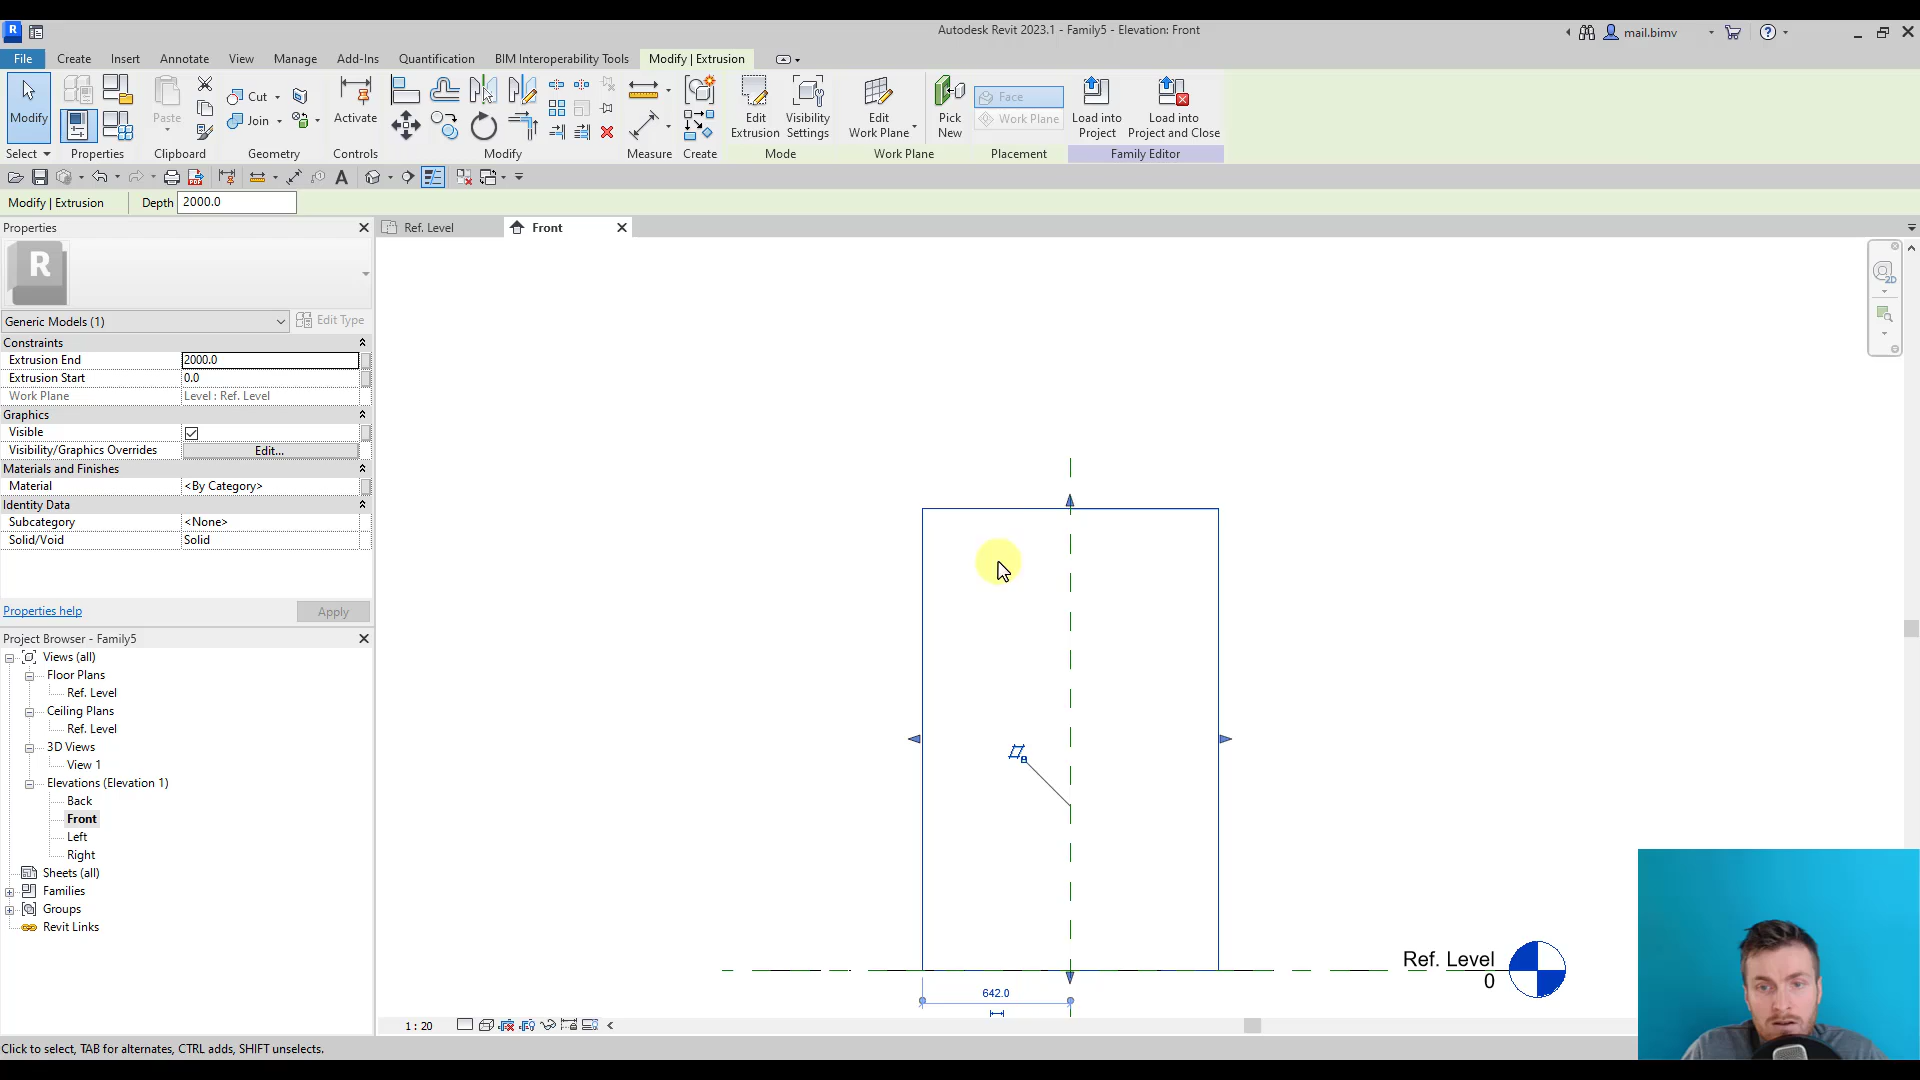 Autodesk Revit 2023.1 - Family5 - Elevation: Front
mail.bimv
File Create Insert Annotate View Manage Add-Ins Quantification BIM Interoperability Tools Modify | Extrusion
Modify Paste Cut Join Activate Edit Extrusion Visibility Settings Edit Work Plane Pick New Face Work Plane Load into Project Load into Project and Close
Select Properties Clipboard Geometry Controls Modify Measure Create Mode Work Plane Placement Family Editor
Modify | Extrusion Depth 2000.0
Properties
Ref. Level Front
R
Generic Models (1) Edit Type
Constraints
Extrusion End 2000.0
Extrusion Start 0.0
Work Plane Level : Ref. Level
Graphics
Visible
Visibility/Graphics Overrides Edit...
Materials and Finishes
Material <By Category>
Identity Data
Subcategory <None>
Solid/Void Solid
Properties help Apply
Project Browser - Family5
Views (all)
Floor Plans
Ref. Level
Ceiling Plans
Ref. Level
3D Views
View 1
Elevations (Elevation 1)
Back
Front
Left
Right
Sheets (all)
Families
Groups
Revit Links
Ref. Level
0
642.0
1 : 20
Click to select, TAB for alternates, CTRL adds, SHIFT unselects.